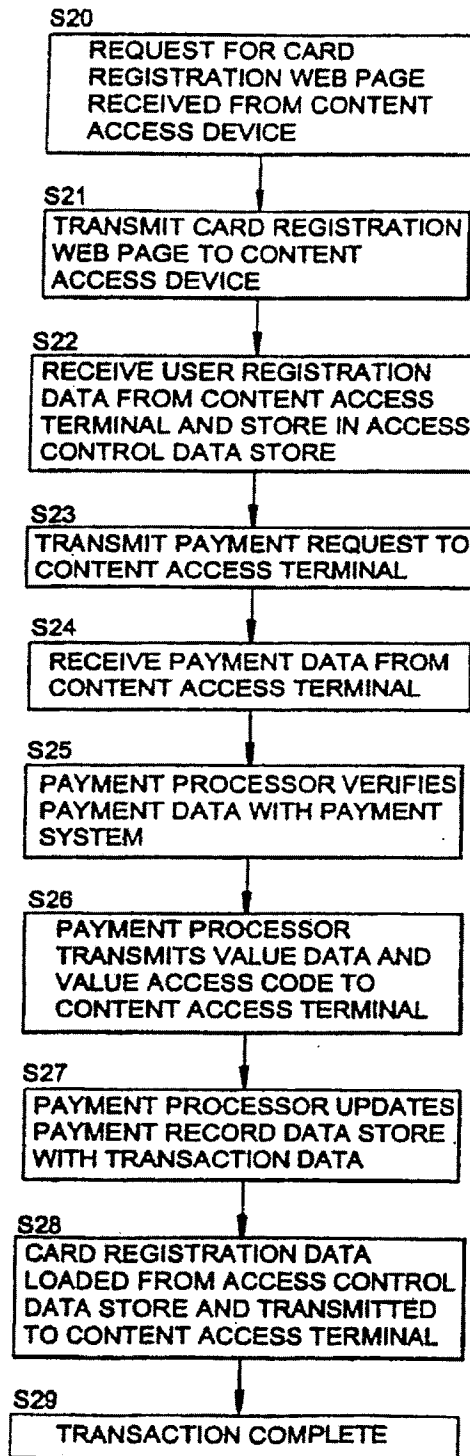 S20
REQUEST FOR CARD
REGISTRATION WEB PAGE
RECEIVED FROM CONTENT
ACCESS DEVICE
S21
TRANSMIT CARD REGISTRATION
WEB PAGE TO CONTENT
ACCESS DEVICE
S22
RECEIVE USER REGISTRATION
DATA FROM CONTENT ACCESS
TERMINAL AND STORE IN ACCESS
CONTROL DATA STORE
S23
TRANSMIT PAYMENT REQUEST TO
CONTENT ACCESS TERMINAL
S24
RECEIVE PAYMENT DATA FROM
CONTENT ACCESS TERMINAL
S25
PAYMENT PROCESSOR VERIFIES
PAYMENT DATA WITH PAYMENT
SYSTEM
S26
PAYMENT PROCESSOR
TRANSMITS VALUE DATA AND
VALUE ACCESS CODE TO
CONTENT ACCESS TERMINAL
S27
PAYMENT PROCESSOR UPDATES
PAYMENT RECORD DATA STORE
WITH TRANSACTION DATA
S28
CARD REGISTRATION DATA
LOADED FROM ACCESS CONTROL
DATA STORE AND TRANSMITTED
TO CONTENT ACCESS TERMINAL
S29
TRANSACTION COMPLETE